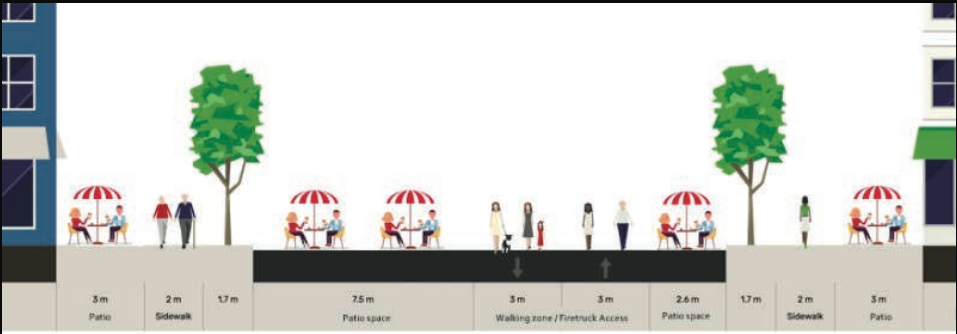 3 m 2 m 1.7 m 7.5 m 3 m 3 m 2.6 m 1.7 m 2 m 3 m
Patio Sidewalk Patio space Walking zone / Firetruck Access Patio space Sidewalk Patio